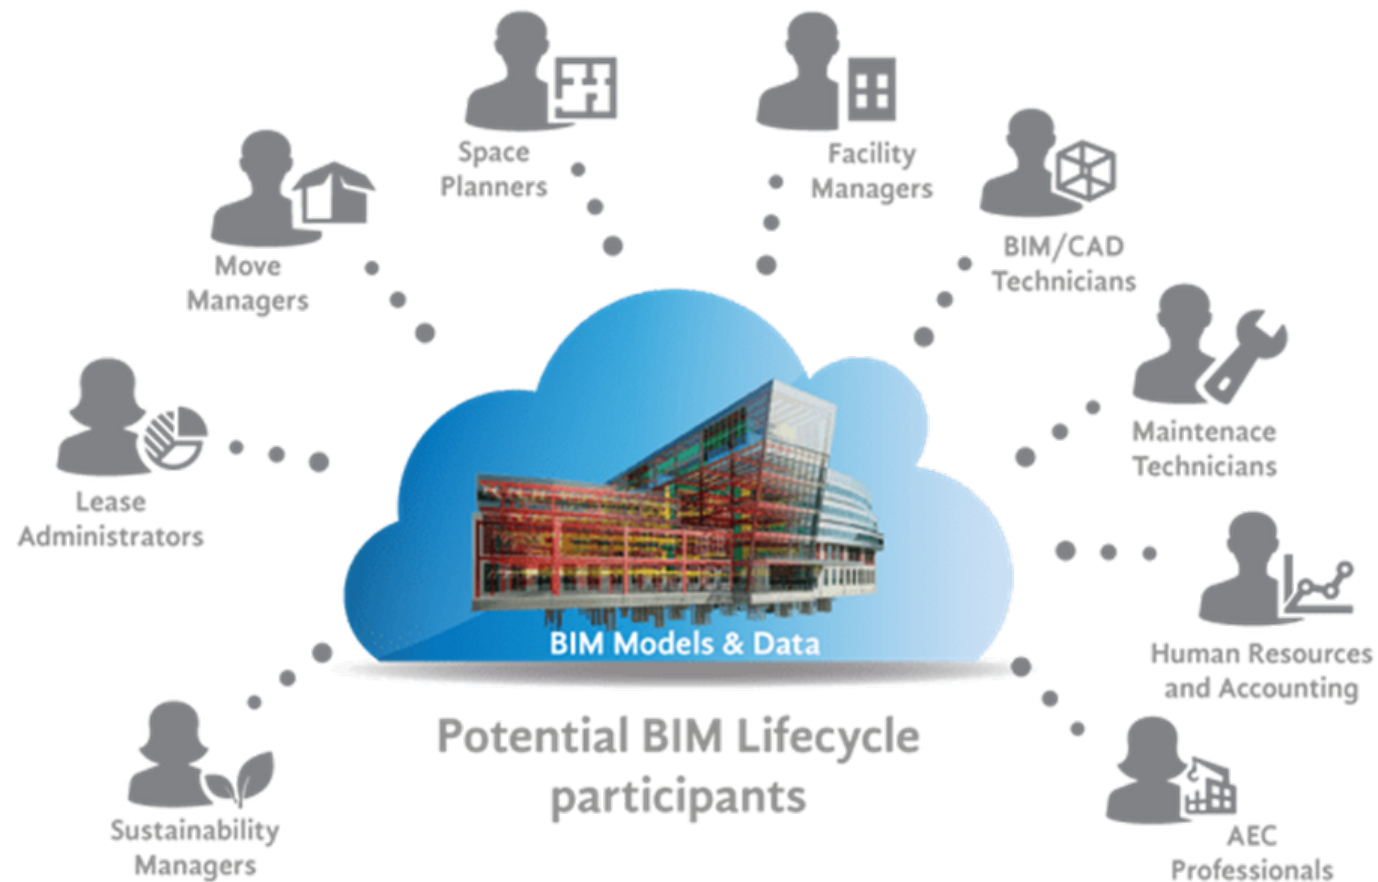 Space
Planners
Facility
Managers
BIM/CAD
Technicians
Move
Managers
Maintenace
Technicians
Lease
Administrators
Human Resources
and Accounting
BIM Models & Data
Potential BIM Lifecycle
participants
Sustainability
Managers
AEC
Professionals